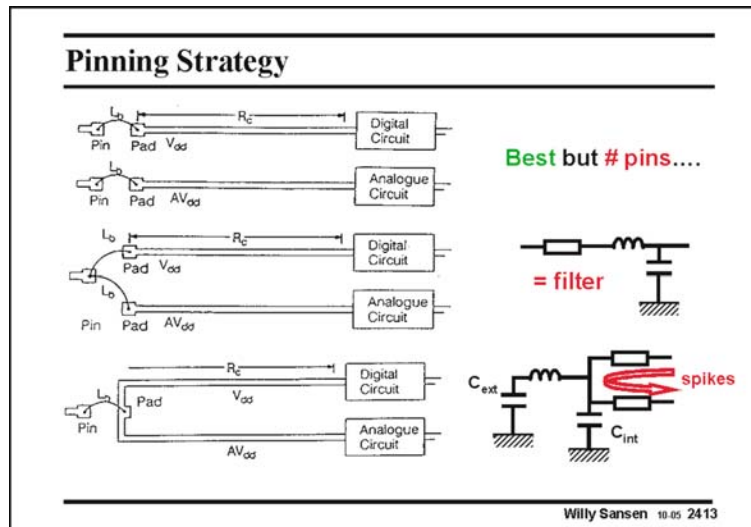 Pinning Strategy
Lb
Rc
Pin
Pad
Vdd
Digital
Circuit
Lb
Pin
Pad
AVdd
Analogue
Circuit
Best but # pins....
Lb
Rc
Pad
Vdd
Digital
Circuit
Lb
Pin
Pad
AVdd
Analogue
Circuit
= filter
Rc
Lb
Pad
Pin
Vdd
Digital
Circuit
AVdd
Analogue
Circuit
Cext
spikes
Cint
Willy Sansen 10-05 2413